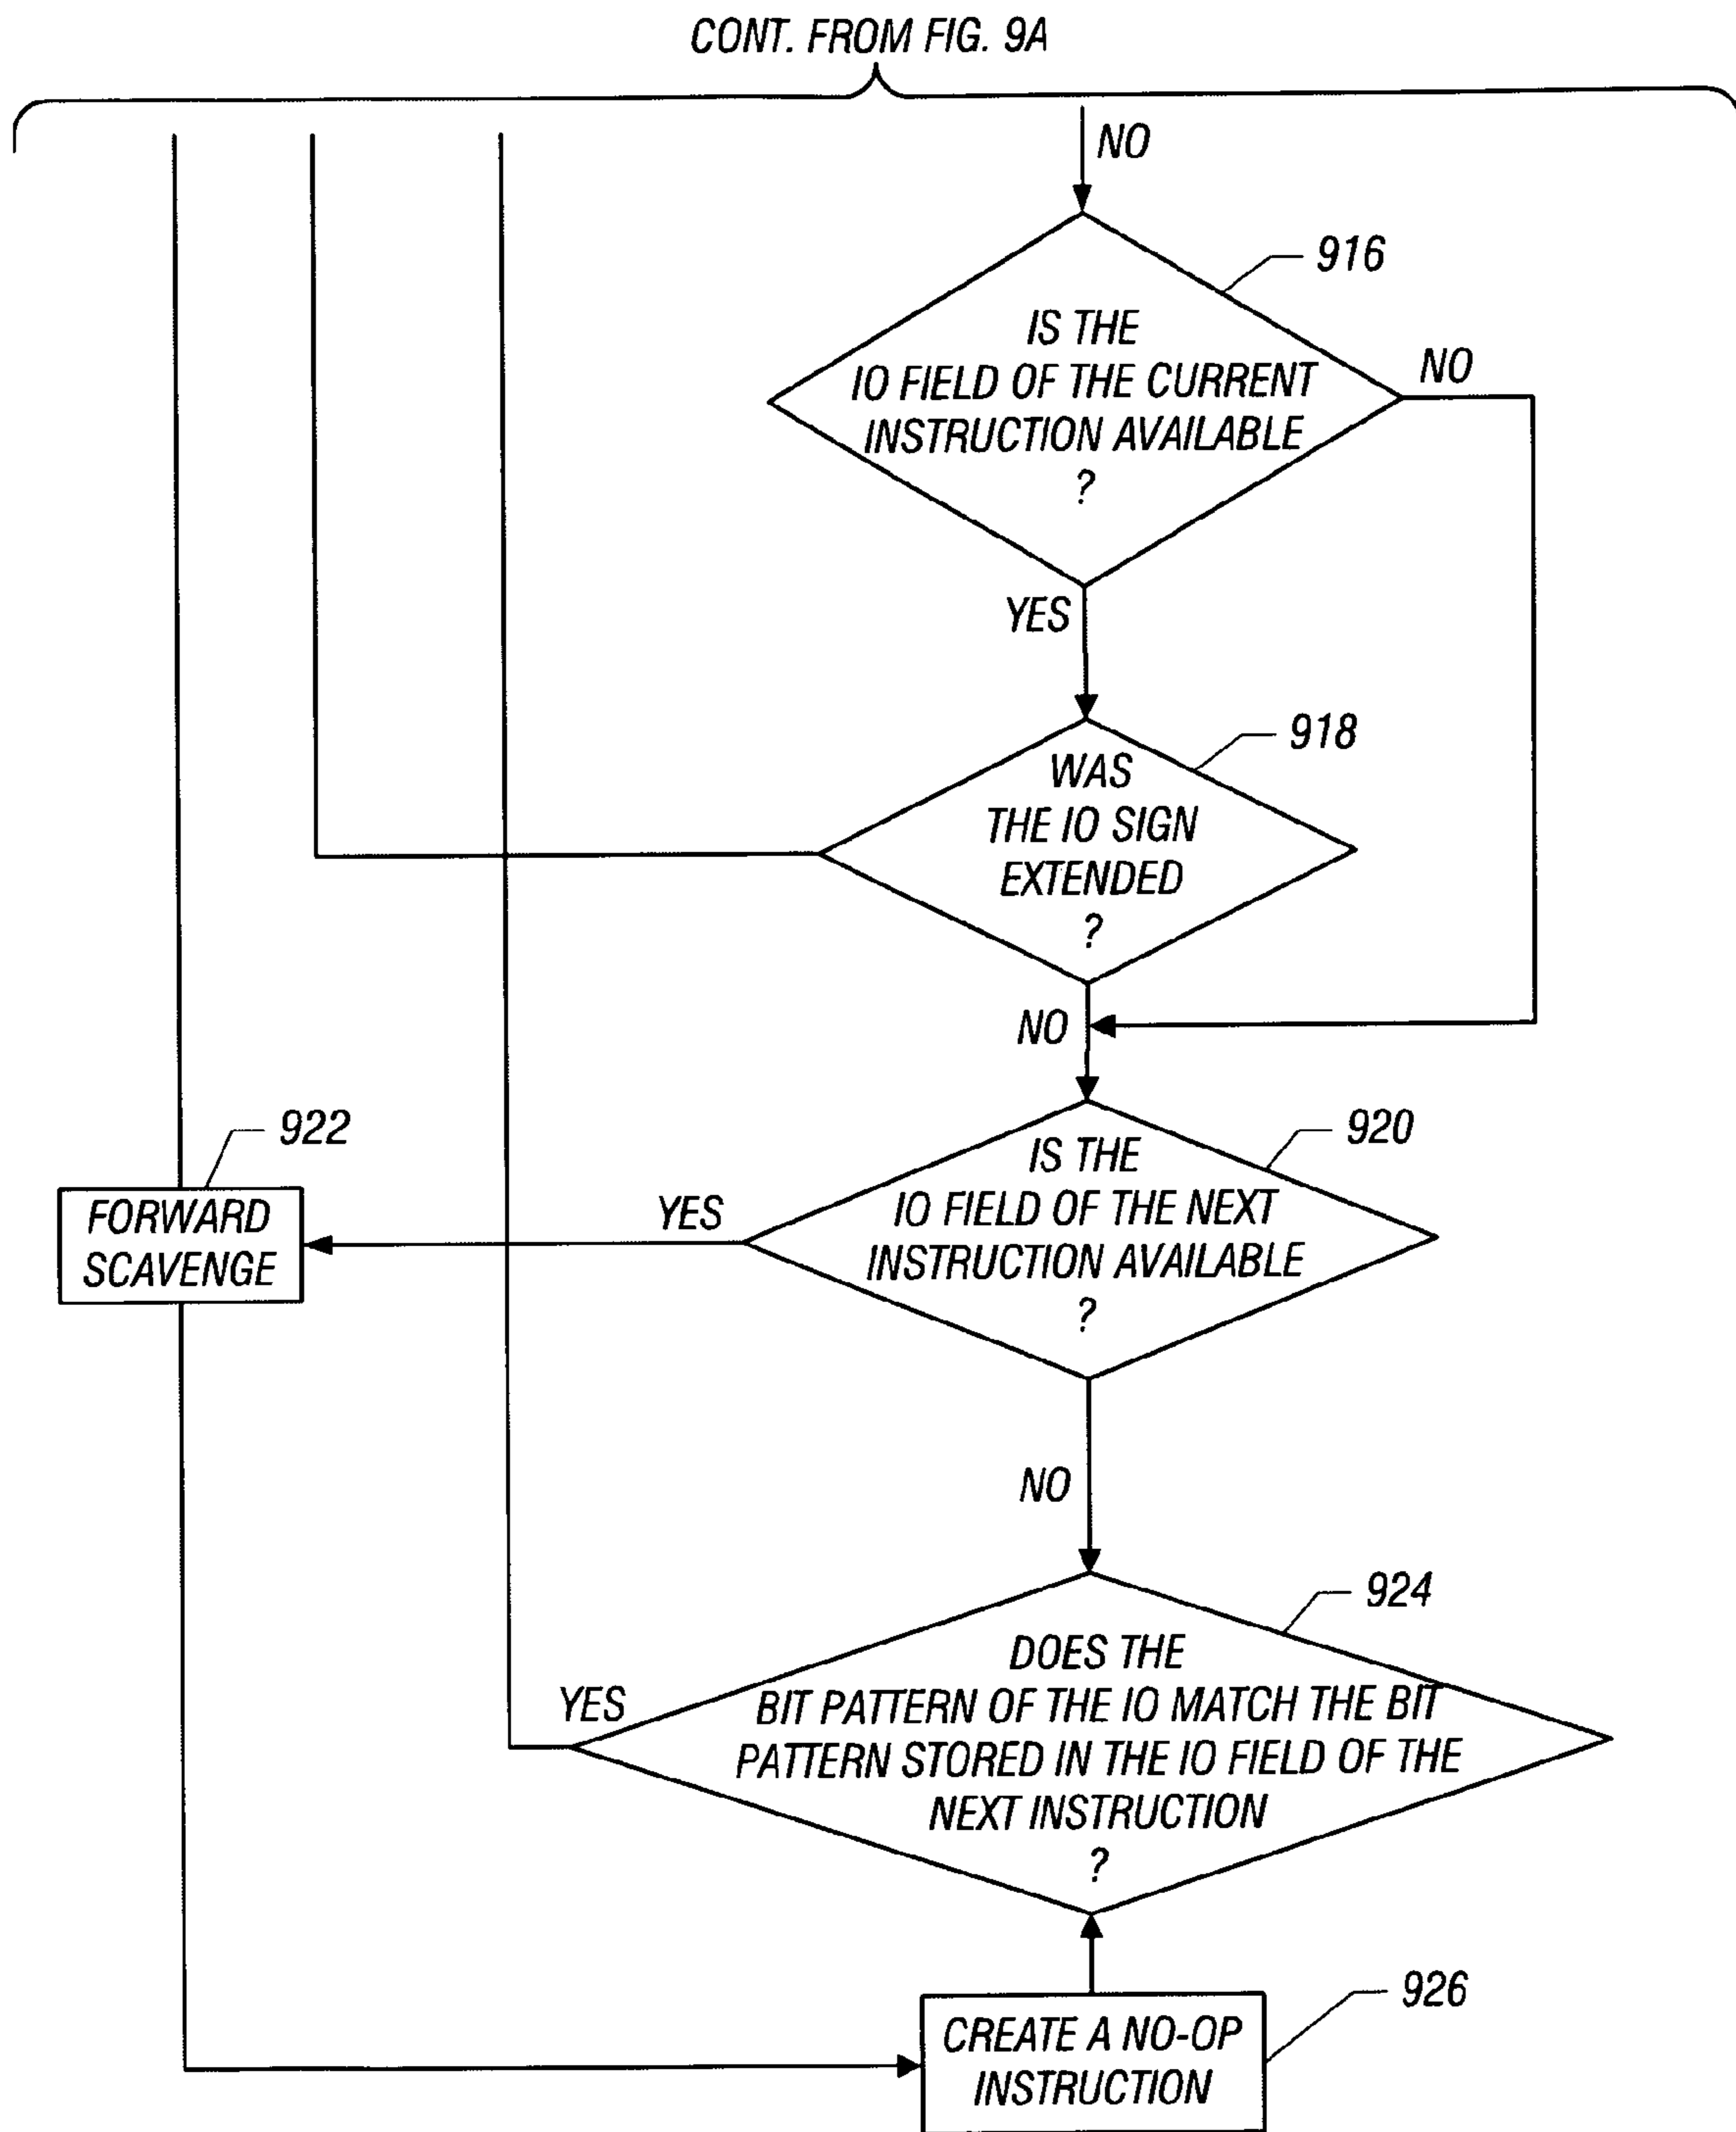 CONT. FROM FIG. 9A
NO
916
IS THE
IO FIELD OF THE CURRENT
INSTRUCTION AVAILABLE
?
NO
YES
918
WAS
THE IO SIGN
EXTENDED
?
NO
922
FORWARD
SCAVENGE
YES
920
IS THE
IO FIELD OF THE NEXT
INSTRUCTION AVAILABLE
?
NO
924
YES
DOES THE
BIT PATTERN OF THE IO MATCH THE BIT
PATTERN STORED IN THE IO FIELD OF THE
NEXT INSTRUCTION
?
926
CREATE A NO-OP
INSTRUCTION